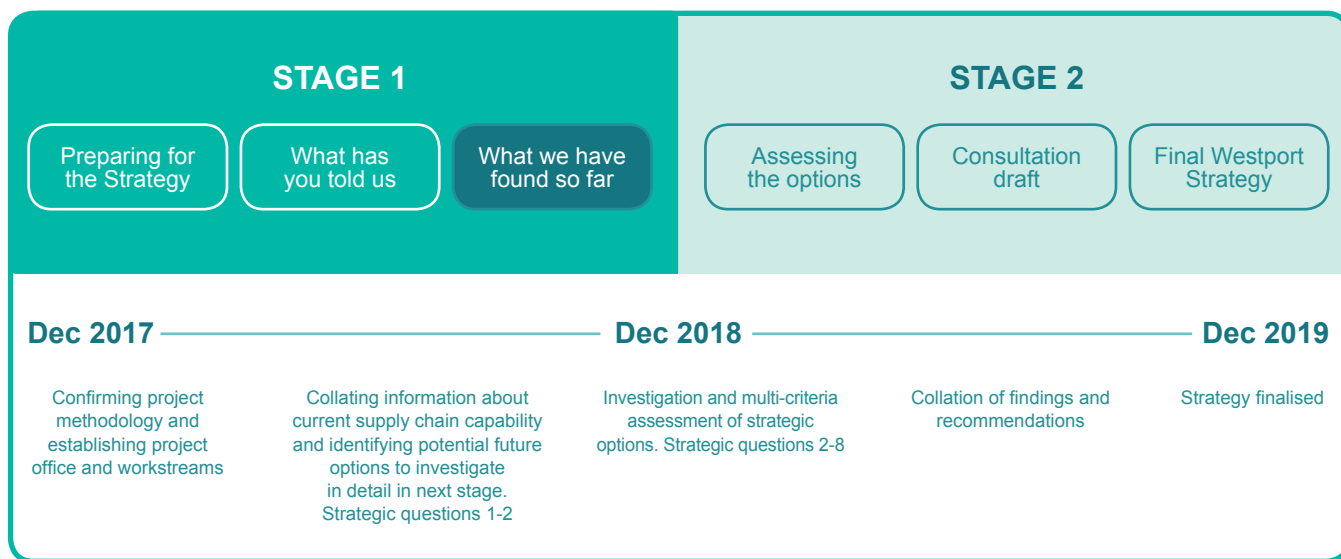 STAGE 1
Preparing for
the Strategy
What has
you told us
What we have
found so far
STAGE 2
Assessing
the options
Consultation
draft
Final Westport
Strategy
Dec 2017
Dec 2018
Dec 2019
Confirming project
methodology and
establishing project
office and workstreams
Collating information about
current supply chain capability
and identifying potential future
options to investigate
in detail in next stage.
Strategic questions 1-2
Investigation and multi-criteria
assessment of strategic
options. Strategic questions 2-8
Collation of findings and
recommendations
Strategy finalised